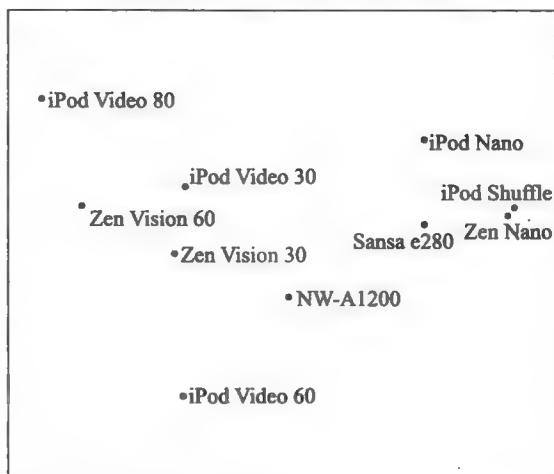 iPod Video 80
iPod Nano
iPod Video 30
iPod Shuffle
Zen Vision 60
Zen Nano
Sansa e280
Zen Vision 30
NW-A1200
iPod Video 60